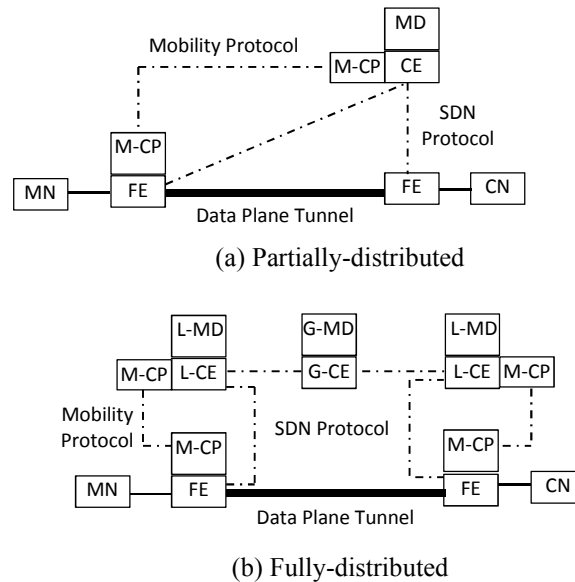 MD
Mobility Protocol
M-CP CE
SDN
Protocol
M-CP
MN FE FE CN
Data Plane Tunnel
(a) Partially-distributed
L-MD G-MD L-MD
M-CP L-CE G-CE L-CE M-CP
Mobility
Protocol
SDN Protocol
M-CP M-CP
MN FE FE CN
Data Plane Tunnel
(b) Fully-distributed